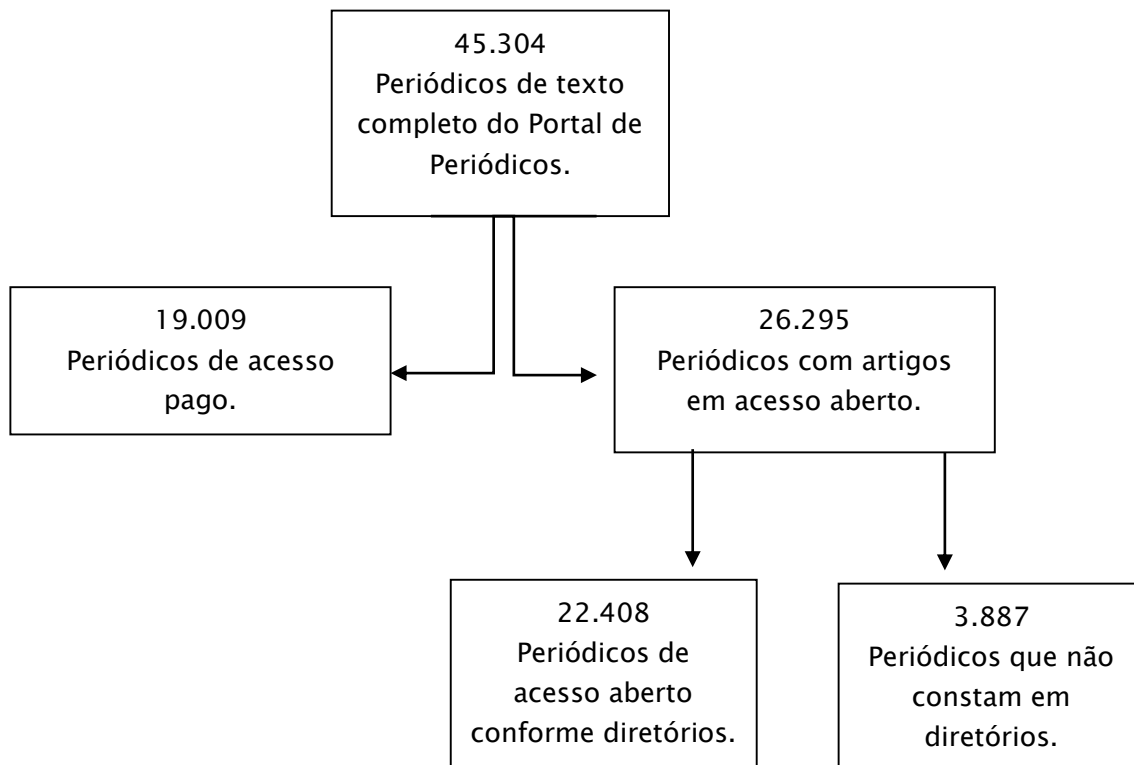 45.304
Periódicos de texto
completo do Portal de
Periódicos.
19.009
Periódicos de acesso
pago.
26.295
Periódicos com artigos
em acesso aberto.
22.408
Periódicos de
acesso aberto
conforme diretórios.
3.887
Periódicos que não
constam em
diretórios.